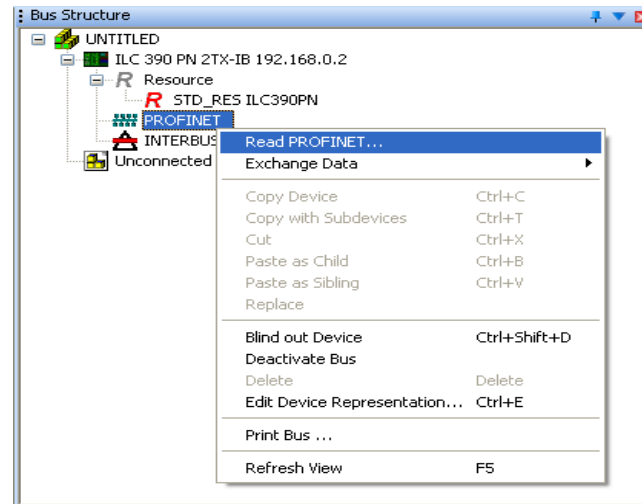 Bus Structure
UNTITLED
ILC 390 PN 2TX-IB 192.168.0.2
Resource
R STD_RES ILC390PN
PROFINET
INTERBUS
Unconnected
Read PROFINET...
Exchange Data
Copy Device Ctrl+C
Copy with Subdevices Ctrl+T
Cut Ctrl+X
Paste as Child Ctrl+B
Paste as Sibling Ctrl+V
Replace
Blind out Device Ctrl+Shift+D
Deactivate Bus
Delete Delete
Edit Device Representation... Ctrl+E
Print Bus ...
Refresh View F5